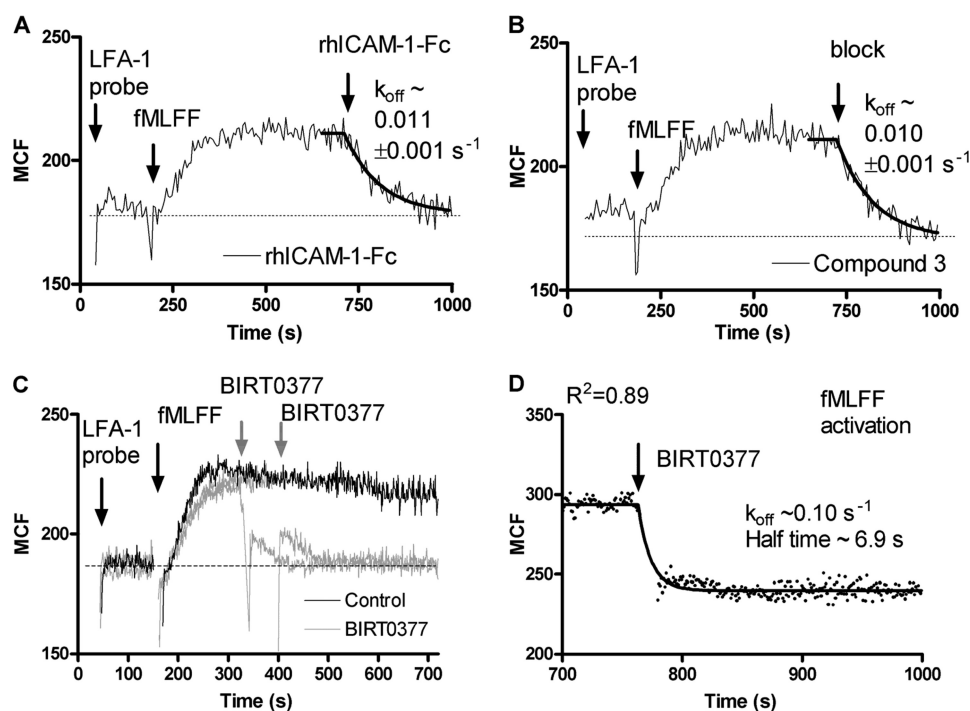 A
LFA-1
probe
fMLFF
rhICAM-1-Fc
k_off ~
0.011
±0.001 s⁻¹
MCF
250
200
150
rhICAM-1-Fc
0 250 500 750 1000
Time (s)
B
LFA-1
probe
fMLFF
block
k_off ~
0.010
±0.001 s⁻¹
MCF
250
200
150
Compound 3
0 250 500 750 1000
Time (s)
C
LFA-1
probe
fMLFF
BIRT0377
BIRT0377
MCF
250
200
150
Control
BIRT0377
0 100 200 300 400 500 600 700
Time (s)
D
R²=0.89
fMLFF
activation
BIRT0377
k_off ~0.10 s⁻¹
Half time ~ 6.9 s
MCF
350
300
250
200
700 800 900 1000
Time (s)